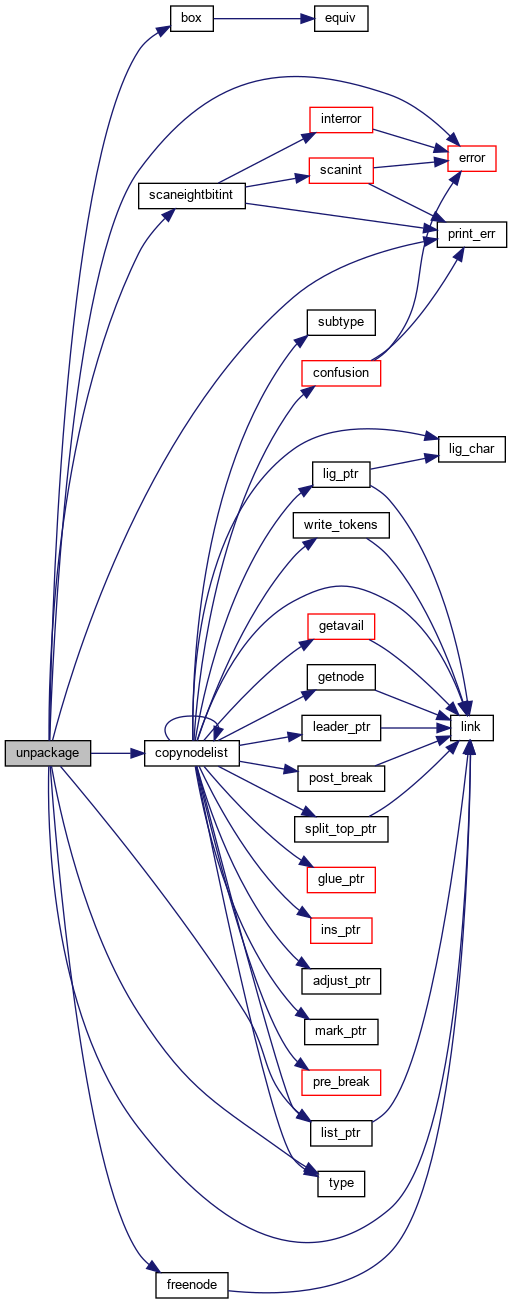 box
equiv
interror
error
scanint
scaneightbitint
print_err
subtype
confusion
lig_char
lig_ptr
write_tokens
getavail
getnode
leader_ptr
link
unpackage
copynodelist
post_break
split_top_ptr
glue_ptr
ins_ptr
adjust_ptr
mark_ptr
pre_break
list_ptr
type
freenode